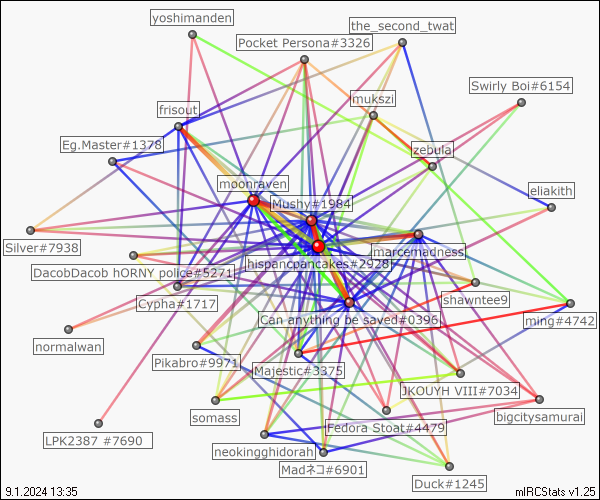 yoshimanden
the_second_twat
Pocket Persona#3326
Swirly Boi#6154
mukszi
frisout
Eg.Master#1378
zebula
moonraven
eliakith
Mushy#1984
Silver#7938
marcemadness
hispancpancakes#2928
DacobDacob hORNY police#5271
Cypha#1717
shawntee9
Can anything be saved#0396
ming#4742
normalwan
Pikabro#9971
Majestic#3375
JKOUYH VIII#7034
somass
bigcitysamurai
Fedora Stoat#4479
LPK2387 #7690
neokingghidorah
Madネコ#6901
Duck#1245
9.1.2024 13:35
mIRCStats v1.25